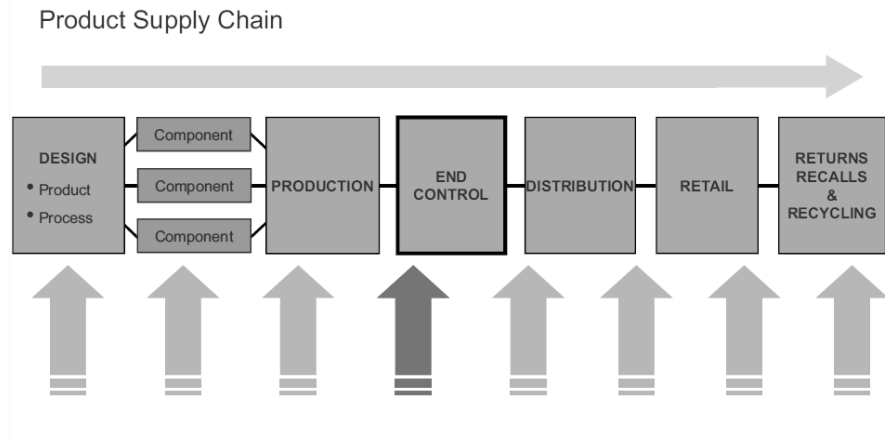 Product Supply Chain
DESIGN
• Product
• Process
Component
Component
Component
PRODUCTION
END
CONTROL
DISTRIBUTION
RETAIL
RETURNS
RECALLS
&
RECYCLING